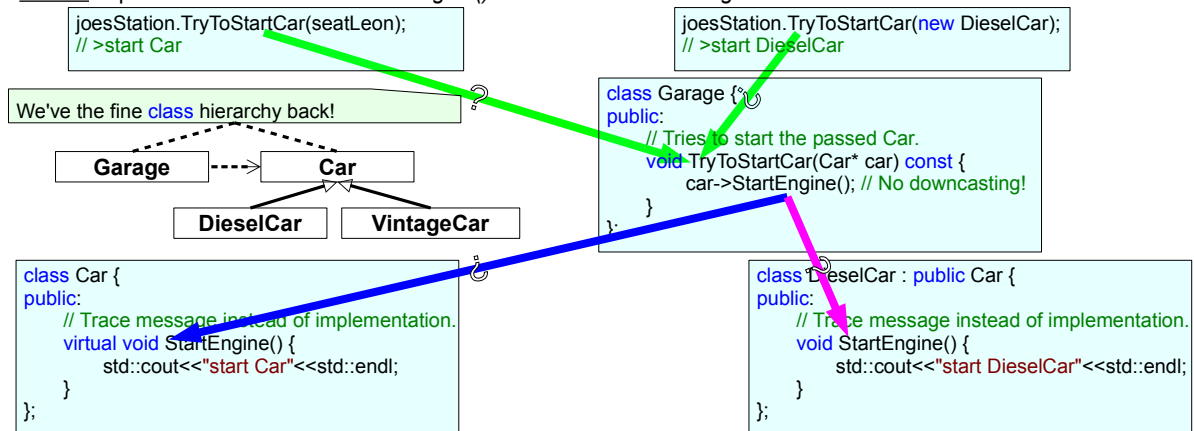 joesStation.TryToStartCar(seatLeon);
// >start Car
joesStation.TryToStartCar(new DieselCar);
// >start DieselCar
We've the fine class hierarchy back!
Garage
Car
DieselCar
VintageCar
class Garage {
public:
// Tries to start the passed Car.
void TryToStartCar(Car* car) const {
car->StartEngine(); // No downcasting!
}
};
class Car {
public:
// Trace message instead of implementation.
virtual void StartEngine() {
std::cout<<"start Car"<<std::endl;
}
};
class DieselCar : public Car {
public:
// Trace message instead of implementation.
void StartEngine() {
std::cout<<"start DieselCar"<<std::endl;
}
};